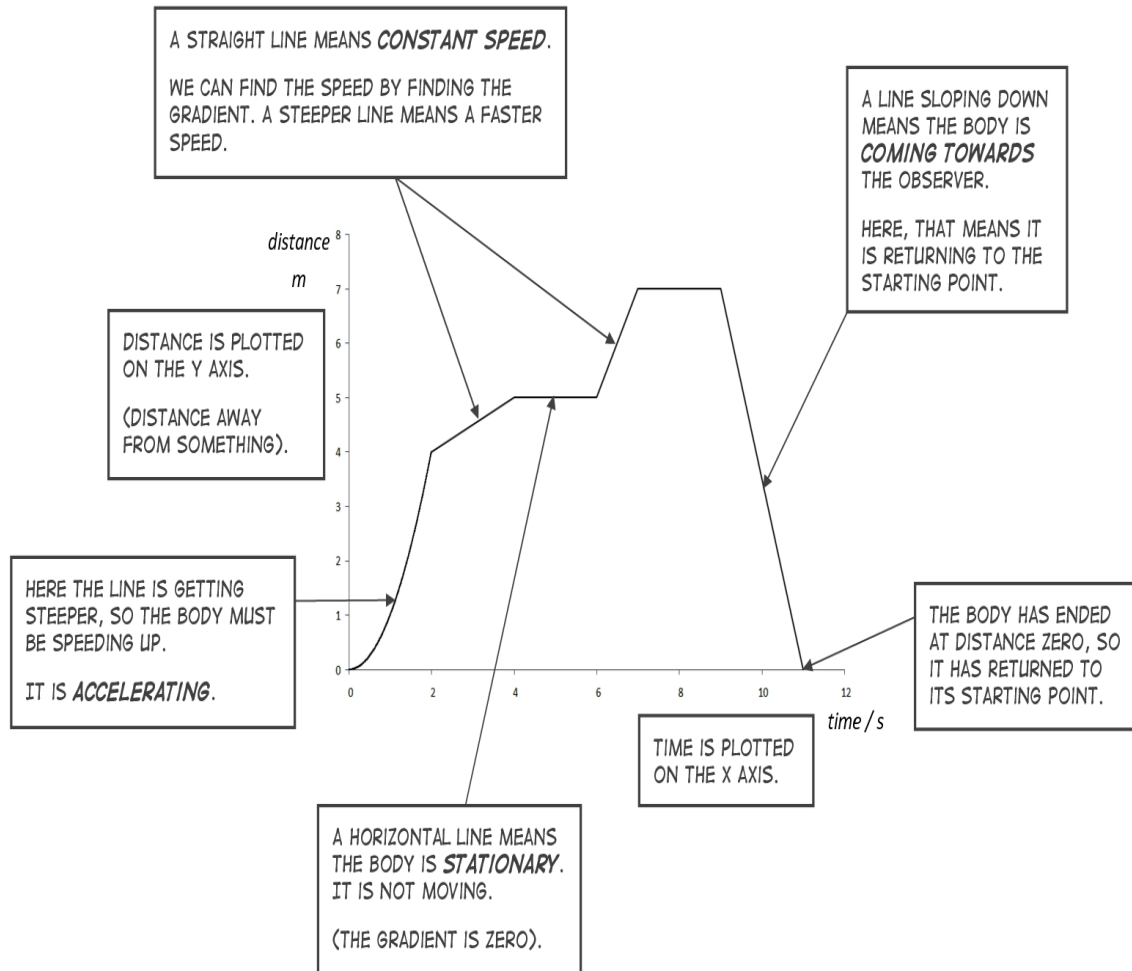 A STRAIGHT LINE MEANS CONSTANT SPEED.
WE CAN FIND THE SPEED BY FINDING THE
GRADIENT. A STEEPER LINE MEANS A FASTER
SPEED.
A LINE SLOPING DOWN
MEANS THE BODY IS
COMING TOWARDS
THE OBSERVER.
HERE, THAT MEANS IT
IS RETURNING TO THE
STARTING POINT.
distance
m
8
7
6
5
4
3
2
1
0
DISTANCE IS PLOTTED
ON THE Y AXIS.
(DISTANCE AWAY
FROM SOMETHING).
HERE THE LINE IS GETTING
STEEPER, SO THE BODY MUST
BE SPEEDING UP.
IT IS ACCELERATING.
0 2 4 6 8 10 12
time / s
THE BODY HAS ENDED
AT DISTANCE ZERO, SO
IT HAS RETURNED TO
ITS STARTING POINT.
TIME IS PLOTTED
ON THE X AXIS.
A HORIZONTAL LINE MEANS
THE BODY IS STATIONARY.
IT IS NOT MOVING.
(THE GRADIENT IS ZERO).